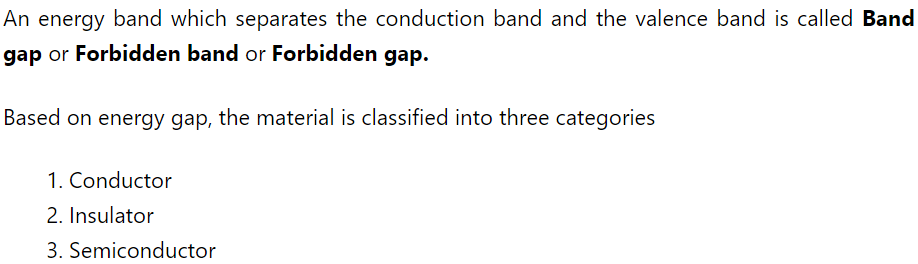 An energy band which separates the conduction band and the valence band is called Band
gap or Forbidden band or Forbidden gap.
Based on energy gap, the material is classified into three categories
1. Conductor
2. Insulator
3. Semiconductor